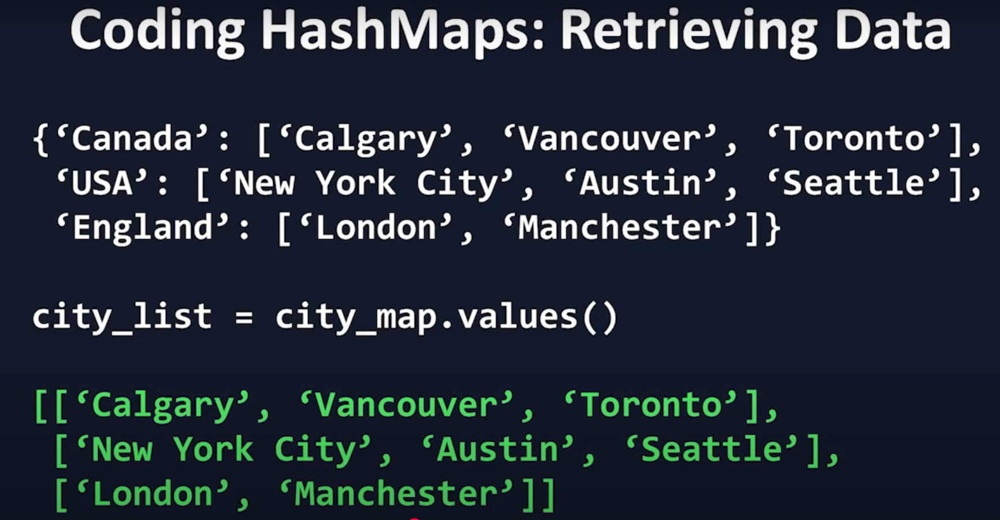 Coding HashMaps: Retrieving Data
{‘Canada’: [‘Calgary’, ‘Vancouver’, ‘Toronto’],
‘USA’: [‘New York City’, ‘Austin’, ‘Seattle’],
‘England’: [‘London’, ‘Manchester’]}
city_list = city_map.values()
[[‘Calgary’, ‘Vancouver’, ‘Toronto’],
[‘New York City’, ‘Austin’, ‘Seattle’],
[‘London’, ‘Manchester’]]